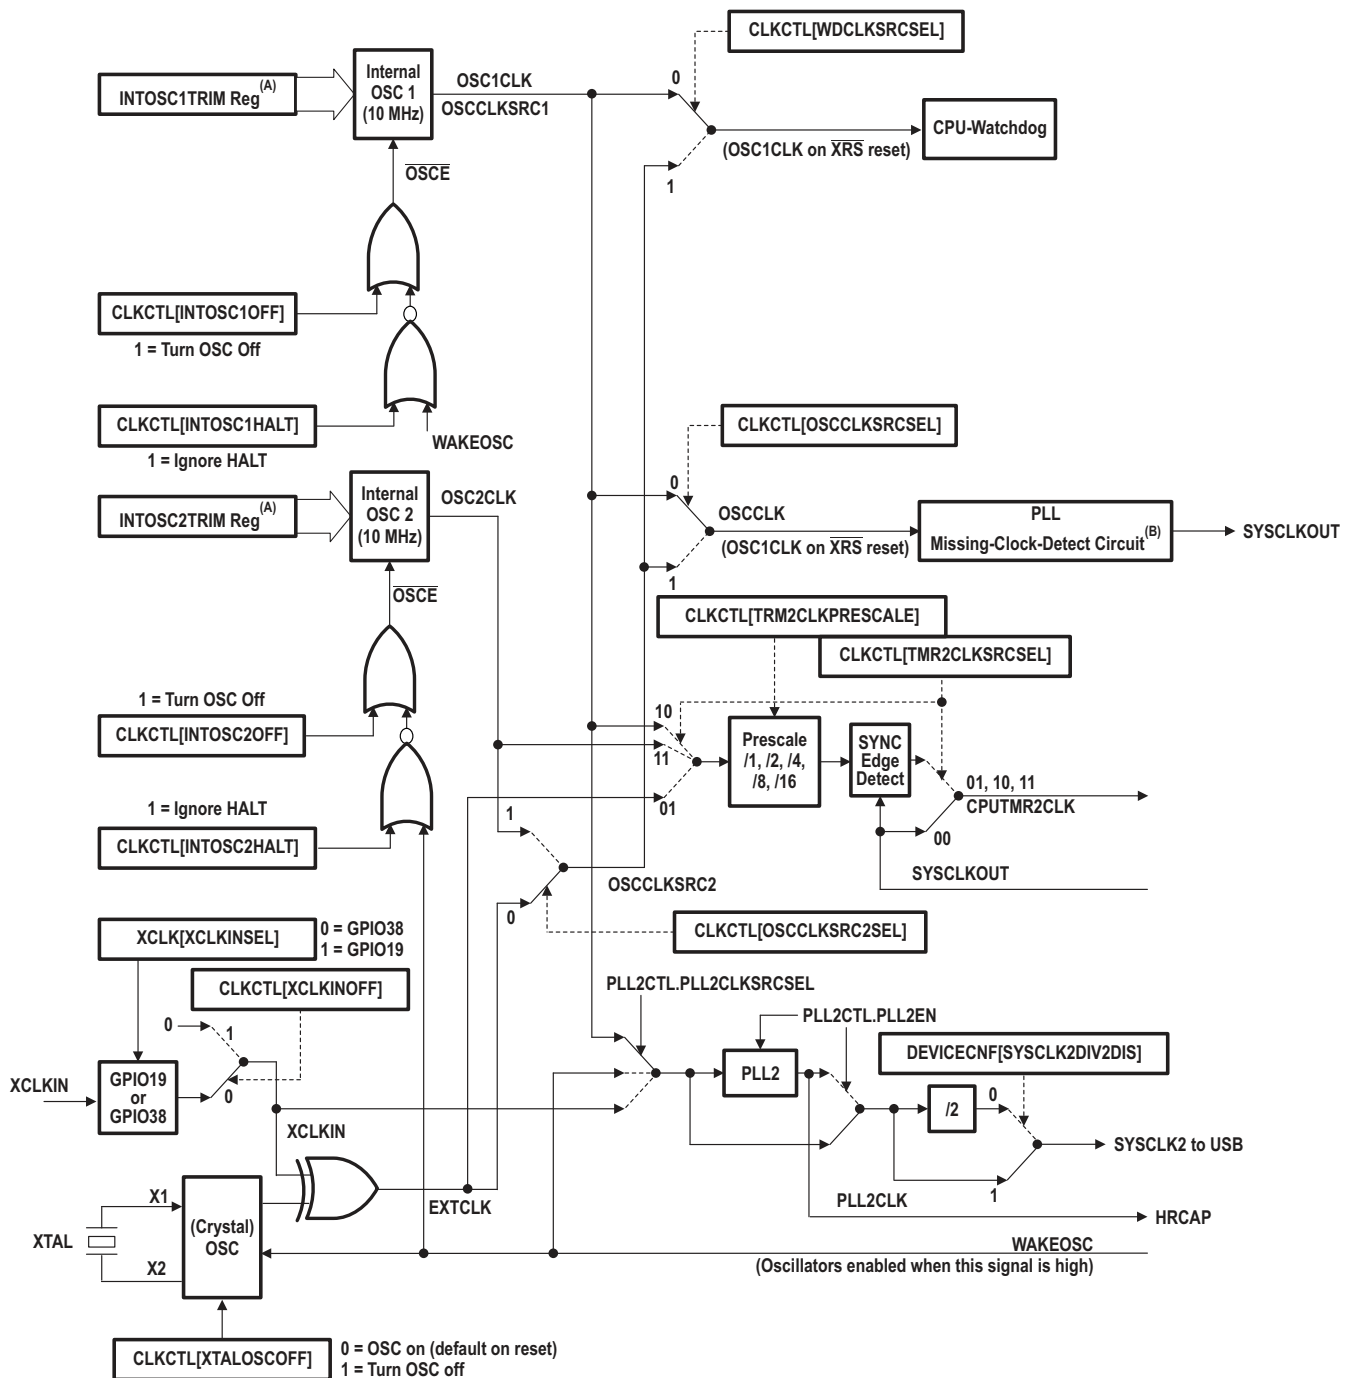 CLKCTL[WDCLKSRCSEL]
INTOSC1TRIM Reg(A)
Internal
OSC 1
(10 MHz)
OSC1CLK
OSCCLKSRC1
0
1
(OSC1CLK on XRS reset)
CPU-Watchdog
OSCE
CLKCTL[INTOSC1OFF]
1 = Turn OSC Off
CLKCTL[INTOSC1HALT]
1 = Ignore HALT
WAKEOSC
CLKCTL[OSCCLKSRCSEL]
INTOSC2TRIM Reg(A)
Internal
OSC 2
(10 MHz)
OSC2CLK
0
1
OSCCLK
(OSC1CLK on XRS reset)
PLL
Missing-Clock-Detect Circuit(B)
SYSCLKOUT
OSCE
CLKCTL[TRM2CLKPRESCALE]
CLKCTL[TMR2CLKSRCSEL]
1 = Turn OSC Off
CLKCTL[INTOSC2OFF]
10
11
01
Prescale
/1, /2, /4,
/8, /16
SYNC
Edge
Detect
01, 10, 11
CPUTMR2CLK
00
SYSCLKOUT
1 = Ignore HALT
CLKCTL[INTOSC2HALT]
1
0
OSCCLKSRC2
CLKCTL[OSCCLKSRC2SEL]
XCLK[XCLKINSEL]
0 = GPIO38
1 = GPIO19
CLKCTL[XCLKINOFF]
0
1
0
XCLKIN
GPIO19
or
GPIO38
XCLKIN
PLL2CTL.PLL2CLKSRCSEL
PLL2CTL.PLL2EN
PLL2
DEVICECNF[SYSCLK2DIV2DIS]
/2
0
1
SYSCLK2 to USB
PLL2CLK
HRCAP
EXTCLK
XTAL
X1
X2
(Crystal)
OSC
WAKEOSC
(Oscillators enabled when this signal is high)
CLKCTL[XTALOSCOFF]
0 = OSC on (default on reset)
1 = Turn OSC off